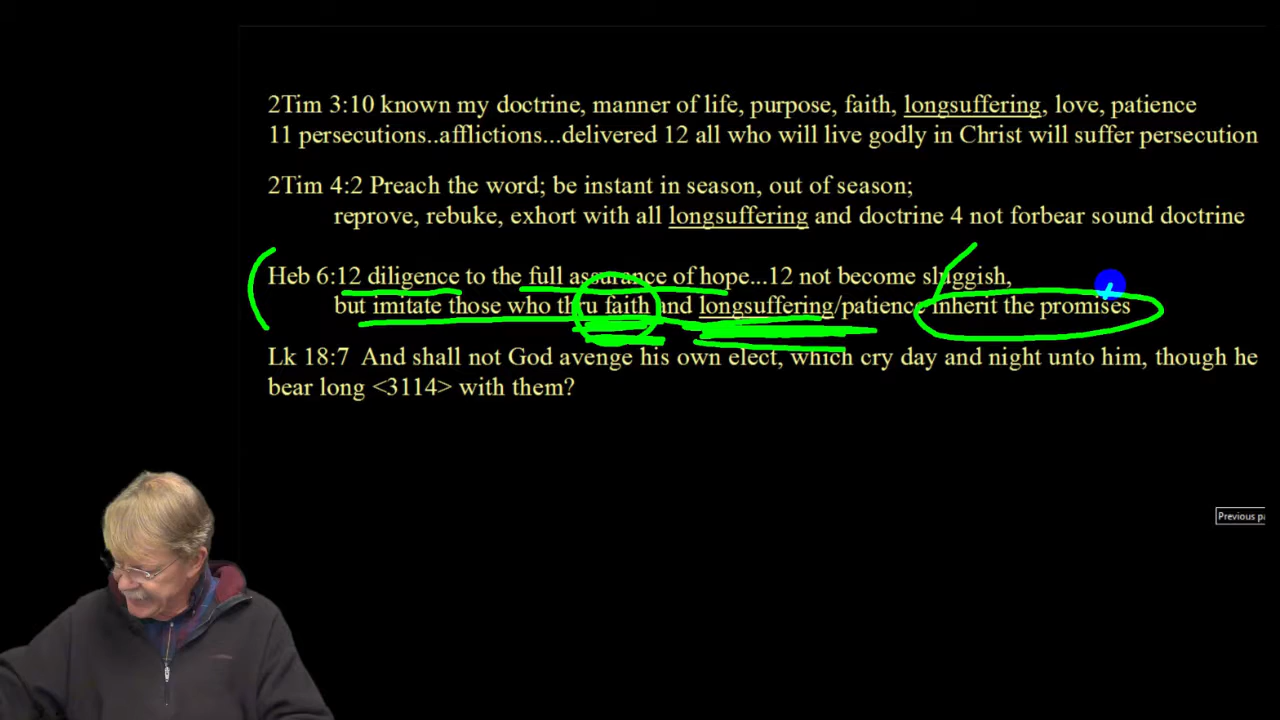 2Tim 3:10 known my doctrine, manner of life, purpose, faith, longsuffering, love, patience
11 persecutions..afflictions...delivered 12 all who will live godly in Christ will suffer persecution
2Tim 4:2 Preach the word; be instant in season, out of season;
reprove, rebuke, exhort with all longsuffering and doctrine 4 not forbear sound doctrine
Heb 6:12 diligence to the full assurance of hope...12 not become sluggish,
but imitate those who thru faith and longsuffering/patience inherit the promises
Lk 18:7 And shall not God avenge his own elect, which cry day and night unto him, though he
bear long <3114> with them?
Previous